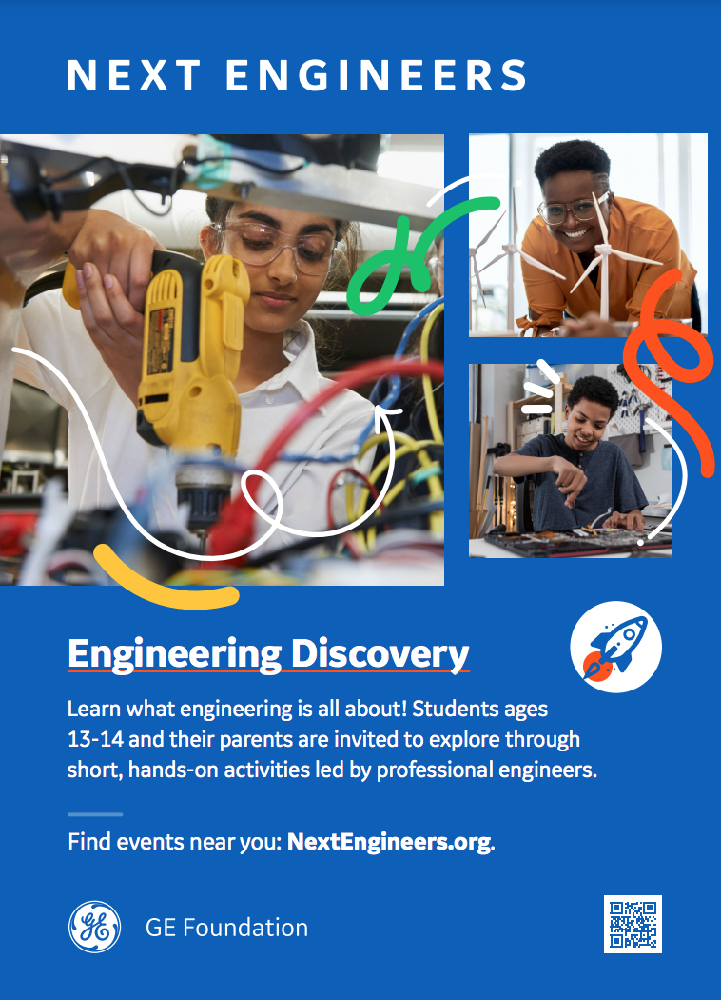 NEXT ENGINEERS
Engineering Discovery
Learn what engineering is all about! Students ages
13-14 and their parents are invited to explore through
short, hands-on activities led by professional engineers.
Find events near you: NextEngineers.org.
GE Foundation